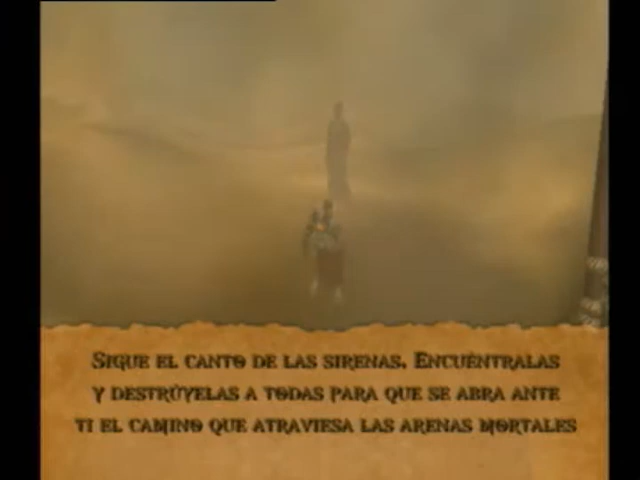 SIGUE EL CANTO DE LAS SIRENAS. ENCUÉNTRALAS
Y DESTRÚYELAS A TODAS PARA QUE SE ABRA ANTE
TI EL CAMINO QUE ATRAVIESA LAS ARENAS MORTALES